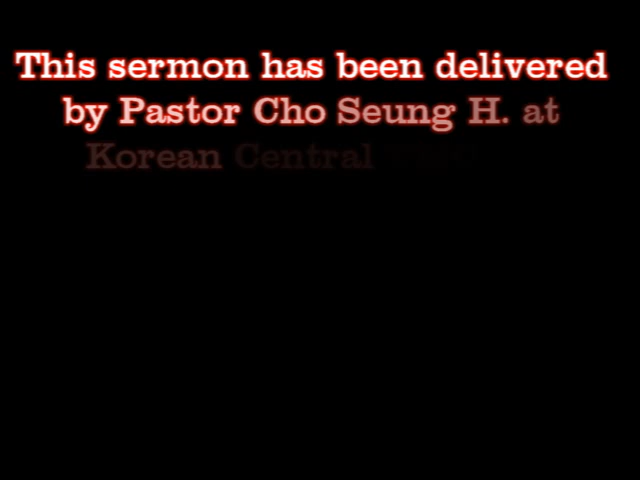 This sermon has been delivered
by Pastor Cho Seung H. at
Korean Central